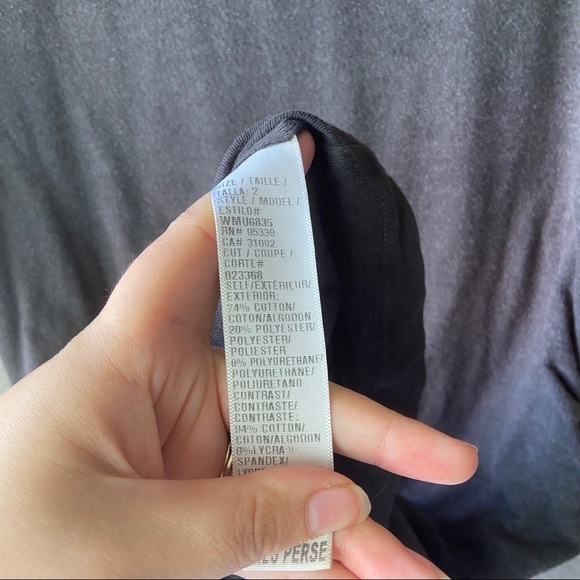 SIZE / TAILLE /
TALLA: 2
STYLE / MODEL /
ESTILO#
WMU6835
RN# 95339
CA# 31092
CUT / COUPE /
CORTE#
023368
SELF/EXTÉRIEUR/
EXTERIOR:
74% COTTON/
COTON/ALGODON
20% POLYESTER/
POLYESTER/
POLIESTER
6% POLYURETHANE/
POLYURETHANE/
POLIURETANO
CONTRAST/
CONTRASTE/
CONTRASTE:
94% COTTON/
COTON/ALGODON
6%LYCRA®
SPANDEX/
PERSE